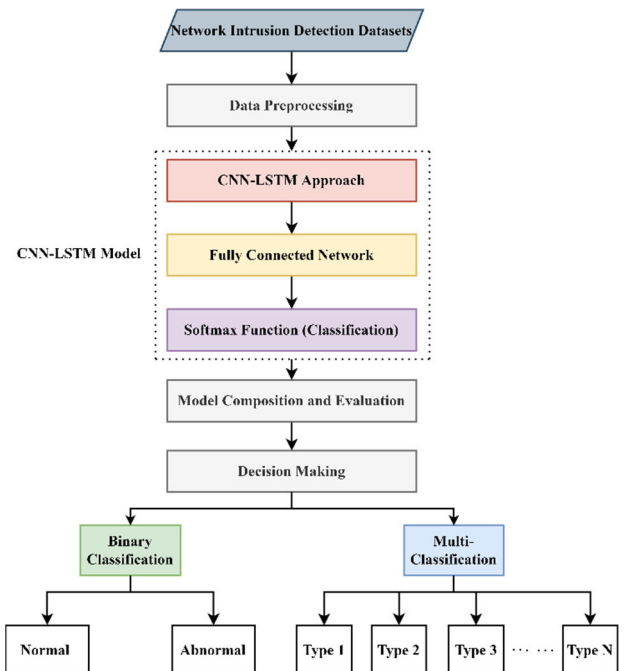 Network Intrusion Detection Datasets
Data Preprocessing
CNN-LSTM Approach
CNN-LSTM Model
Fully Connected Network
Softmax Function (Classification)
Model Composition and Evaluation
Decision Making
Binary
Classification
Multi-
Classification
Normal
Abnormal
Type 1
Type 2
Type 3
... ...
Type N